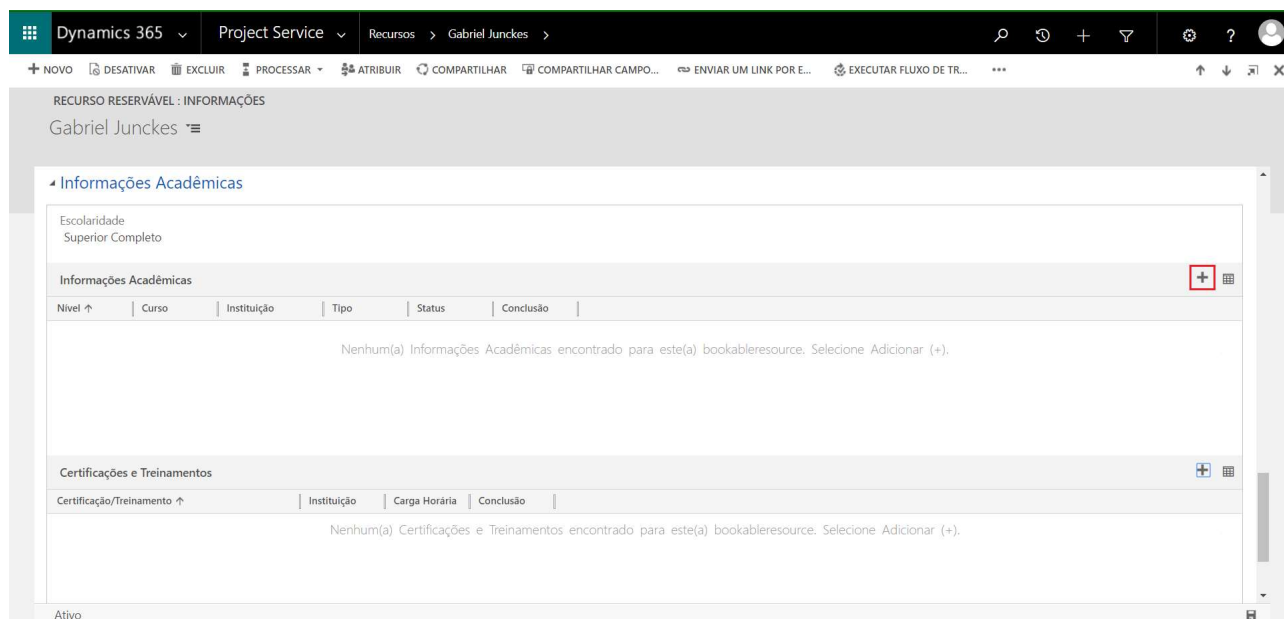 Dynamics 365 Project Service Recursos > Gabriel Junckes > ?
+ NOVO DESATIVAR EXCLUIR PROCESSAR ATRIBUIR COMPARTILHAR COMPARTILHAR CAMPO... ENVIAR UM LINK POR E... EXECUTAR FLUXO DE TR... ...
RECURSO RESERVÁVEL : INFORMAÇÕES
Gabriel Junckes
Informações Acadêmicas
Escolaridade
Superior Completo
Informações Acadêmicas
Nível ↑ Curso Instituição Tipo Status Conclusão
Nenhum(a) Informações Acadêmicas encontrado para este(a) bookableresource. Selecione Adicionar (+).
Certificações e Treinamentos
Certificação/Treinamento ↑ Instituição Carga Horária Conclusão
Nenhum(a) Certificações e Treinamentos encontrado para este(a) bookableresource. Selecione Adicionar (+).
Ativo